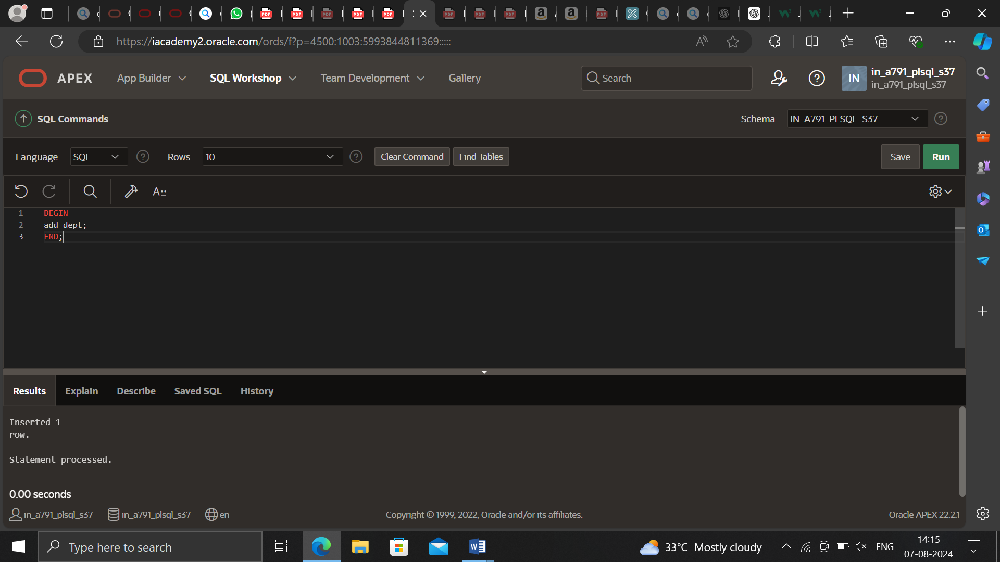 https://iacademy2.oracle.com/ords/f?p=4500:1003:5993844811369:::::
APEX
App Builder
SQL Workshop
Team Development
Gallery
Search
IN
in_a791_plsql_s37
in_a791_plsql_s37
SQL Commands
Schema
IN_A791_PLSQL_S37
Language
SQL
Rows
10
Clear Command
Find Tables
Save
Run
1 BEGIN
2 add_dept;
3 END;
Results
Explain
Describe
Saved SQL
History
Inserted 1
row.
Statement processed.
0.00 seconds
in_a791_plsql_s37
in_a791_plsql_s37
en
Copyright © 1999, 2022, Oracle and/or its affiliates.
Oracle APEX 22.2.1
Type here to search
33°C Mostly cloudy
ENG
14:15
07-08-2024